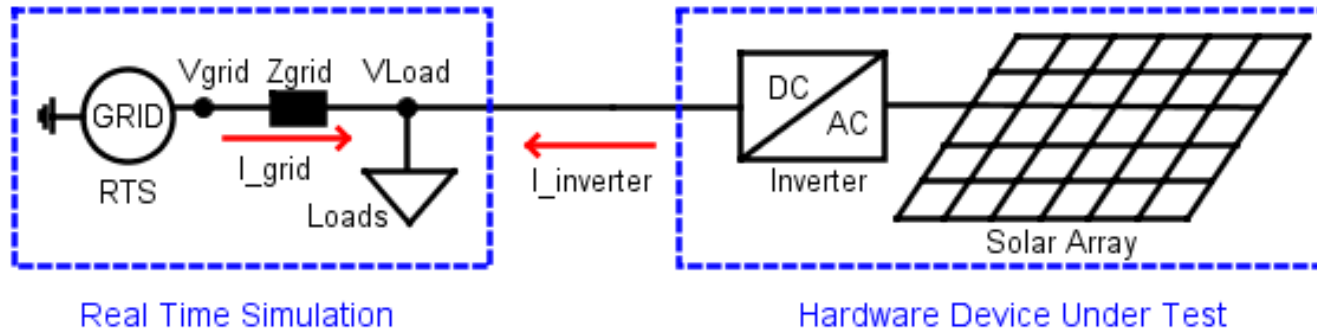 Vgrid Zgrid VLoad
GRID
I_grid
RTS
Loads
I_inverter
DC
AC
Inverter
Solar Array
Real Time Simulation
Hardware Device Under Test